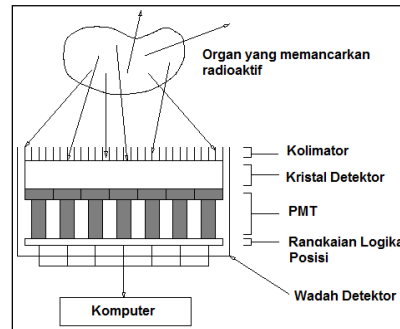 Organ yang memancarkan
radioaktif
Kolimator
Kristal Detektor
PMT
Rangkaian Logika
Posisi
Wadah Detektor
Komputer